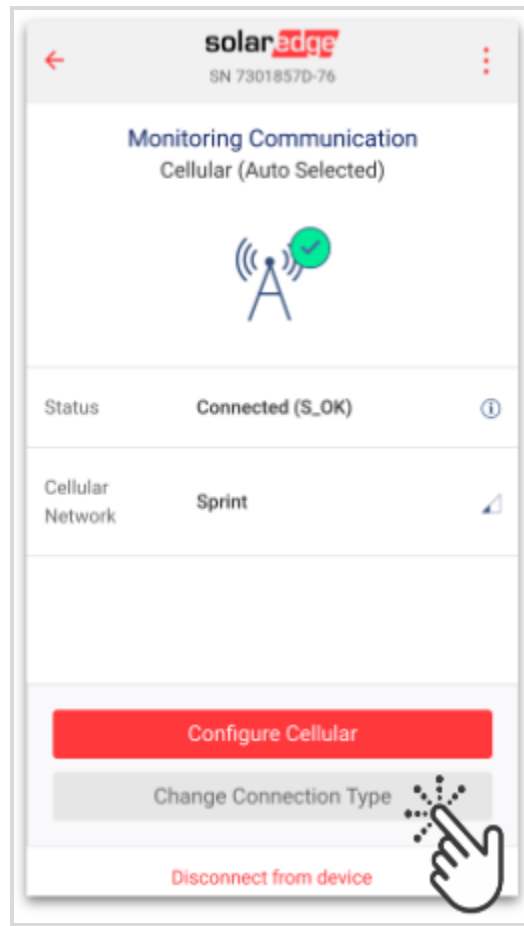 solaredge
SN 7301857D-76
Monitoring Communication
Cellular (Auto Selected)
Status
Connected (S_OK)
Cellular
Network
Sprint
Configure Cellular
Change Connection Type
Disconnect from device